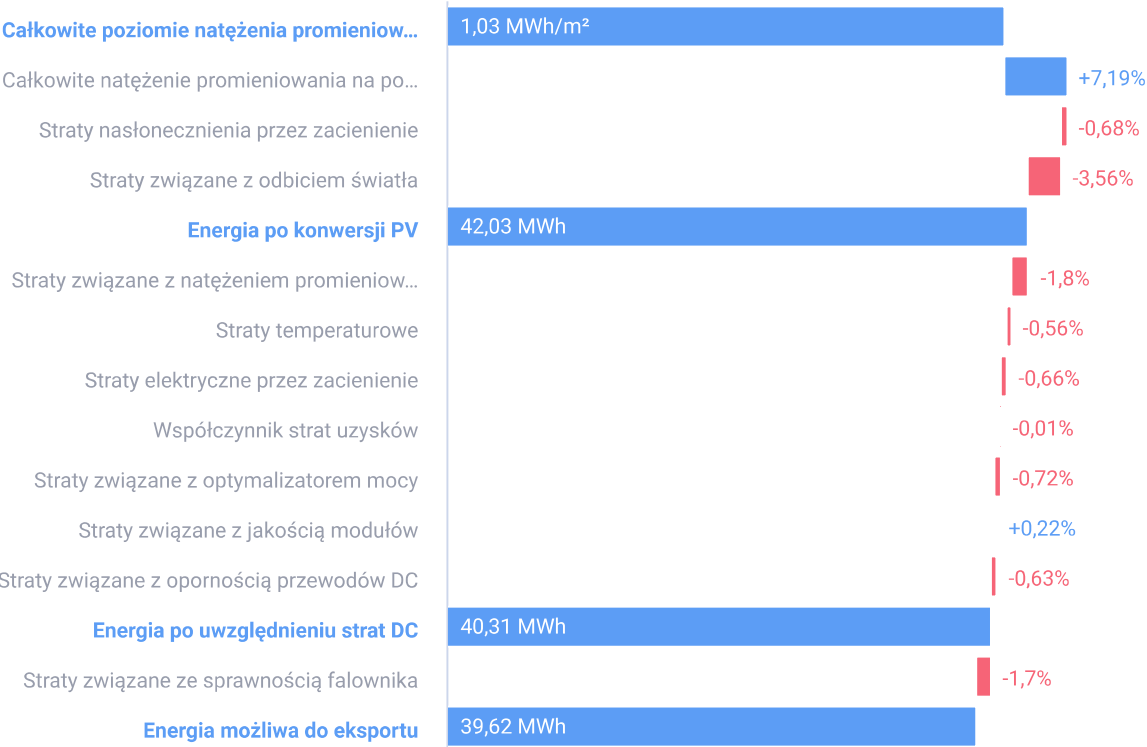 Całkowite poziomie natężenia promieniow... 1,03 MWh/m²
Całkowite natężenie promieniowania na po... +7,19%
Straty nasłonecznienia przez zacienienie -0,68%
Straty związane z odbiciem światła -3,56%
Energia po konwersji PV 42,03 MWh
Straty związane z natężeniem promieniow... -1,8%
Straty temperaturowe -0,56%
Straty elektryczne przez zacienienie -0,66%
Współczynnik strat uzysków -0,01%
Straty związane z optymalizatorem mocy -0,72%
Straty związane z jakością modułów +0,22%
Straty związane z opornością przewodów DC -0,63%
Energia po uwzględnieniu strat DC 40,31 MWh
Straty związane ze sprawnością falownika -1,7%
Energia możliwa do eksportu 39,62 MWh